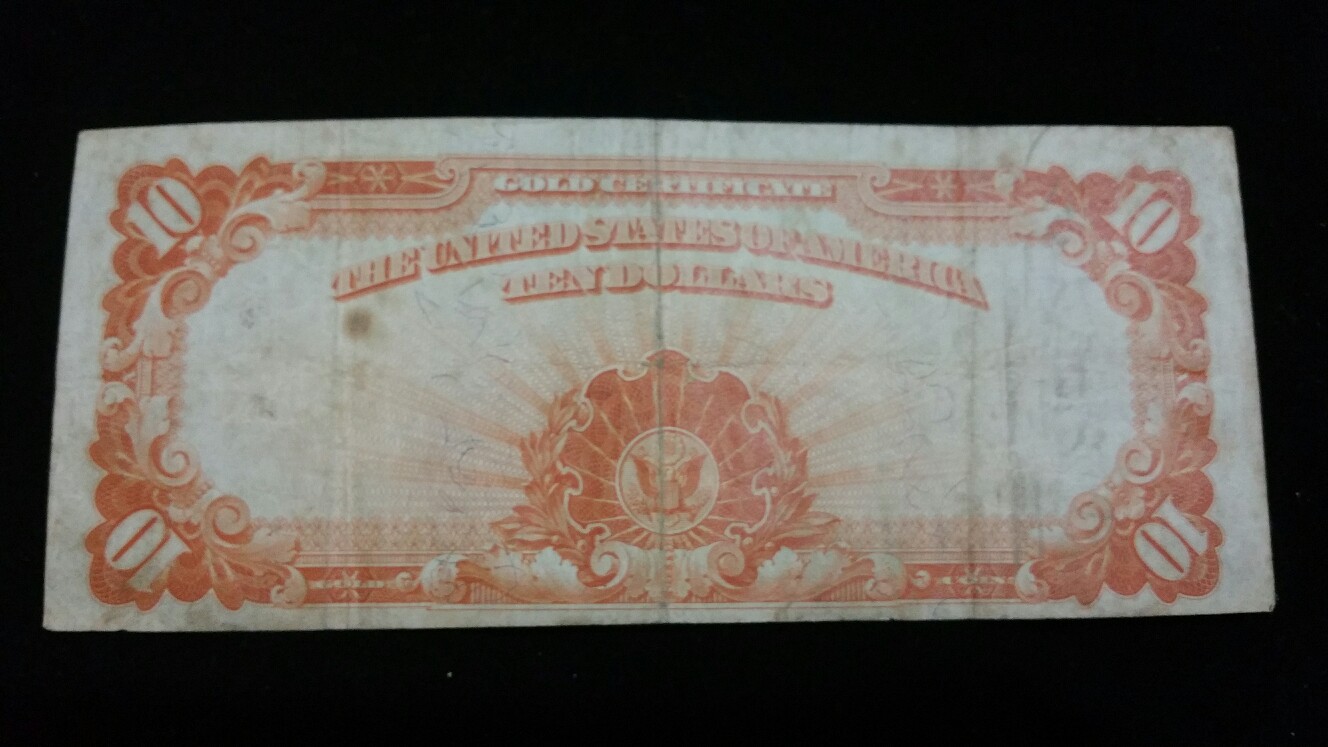 10 10
GOLD CERTIFICATE
THE UNITED STATES OF AMERICA
TEN DOLLARS
10 10